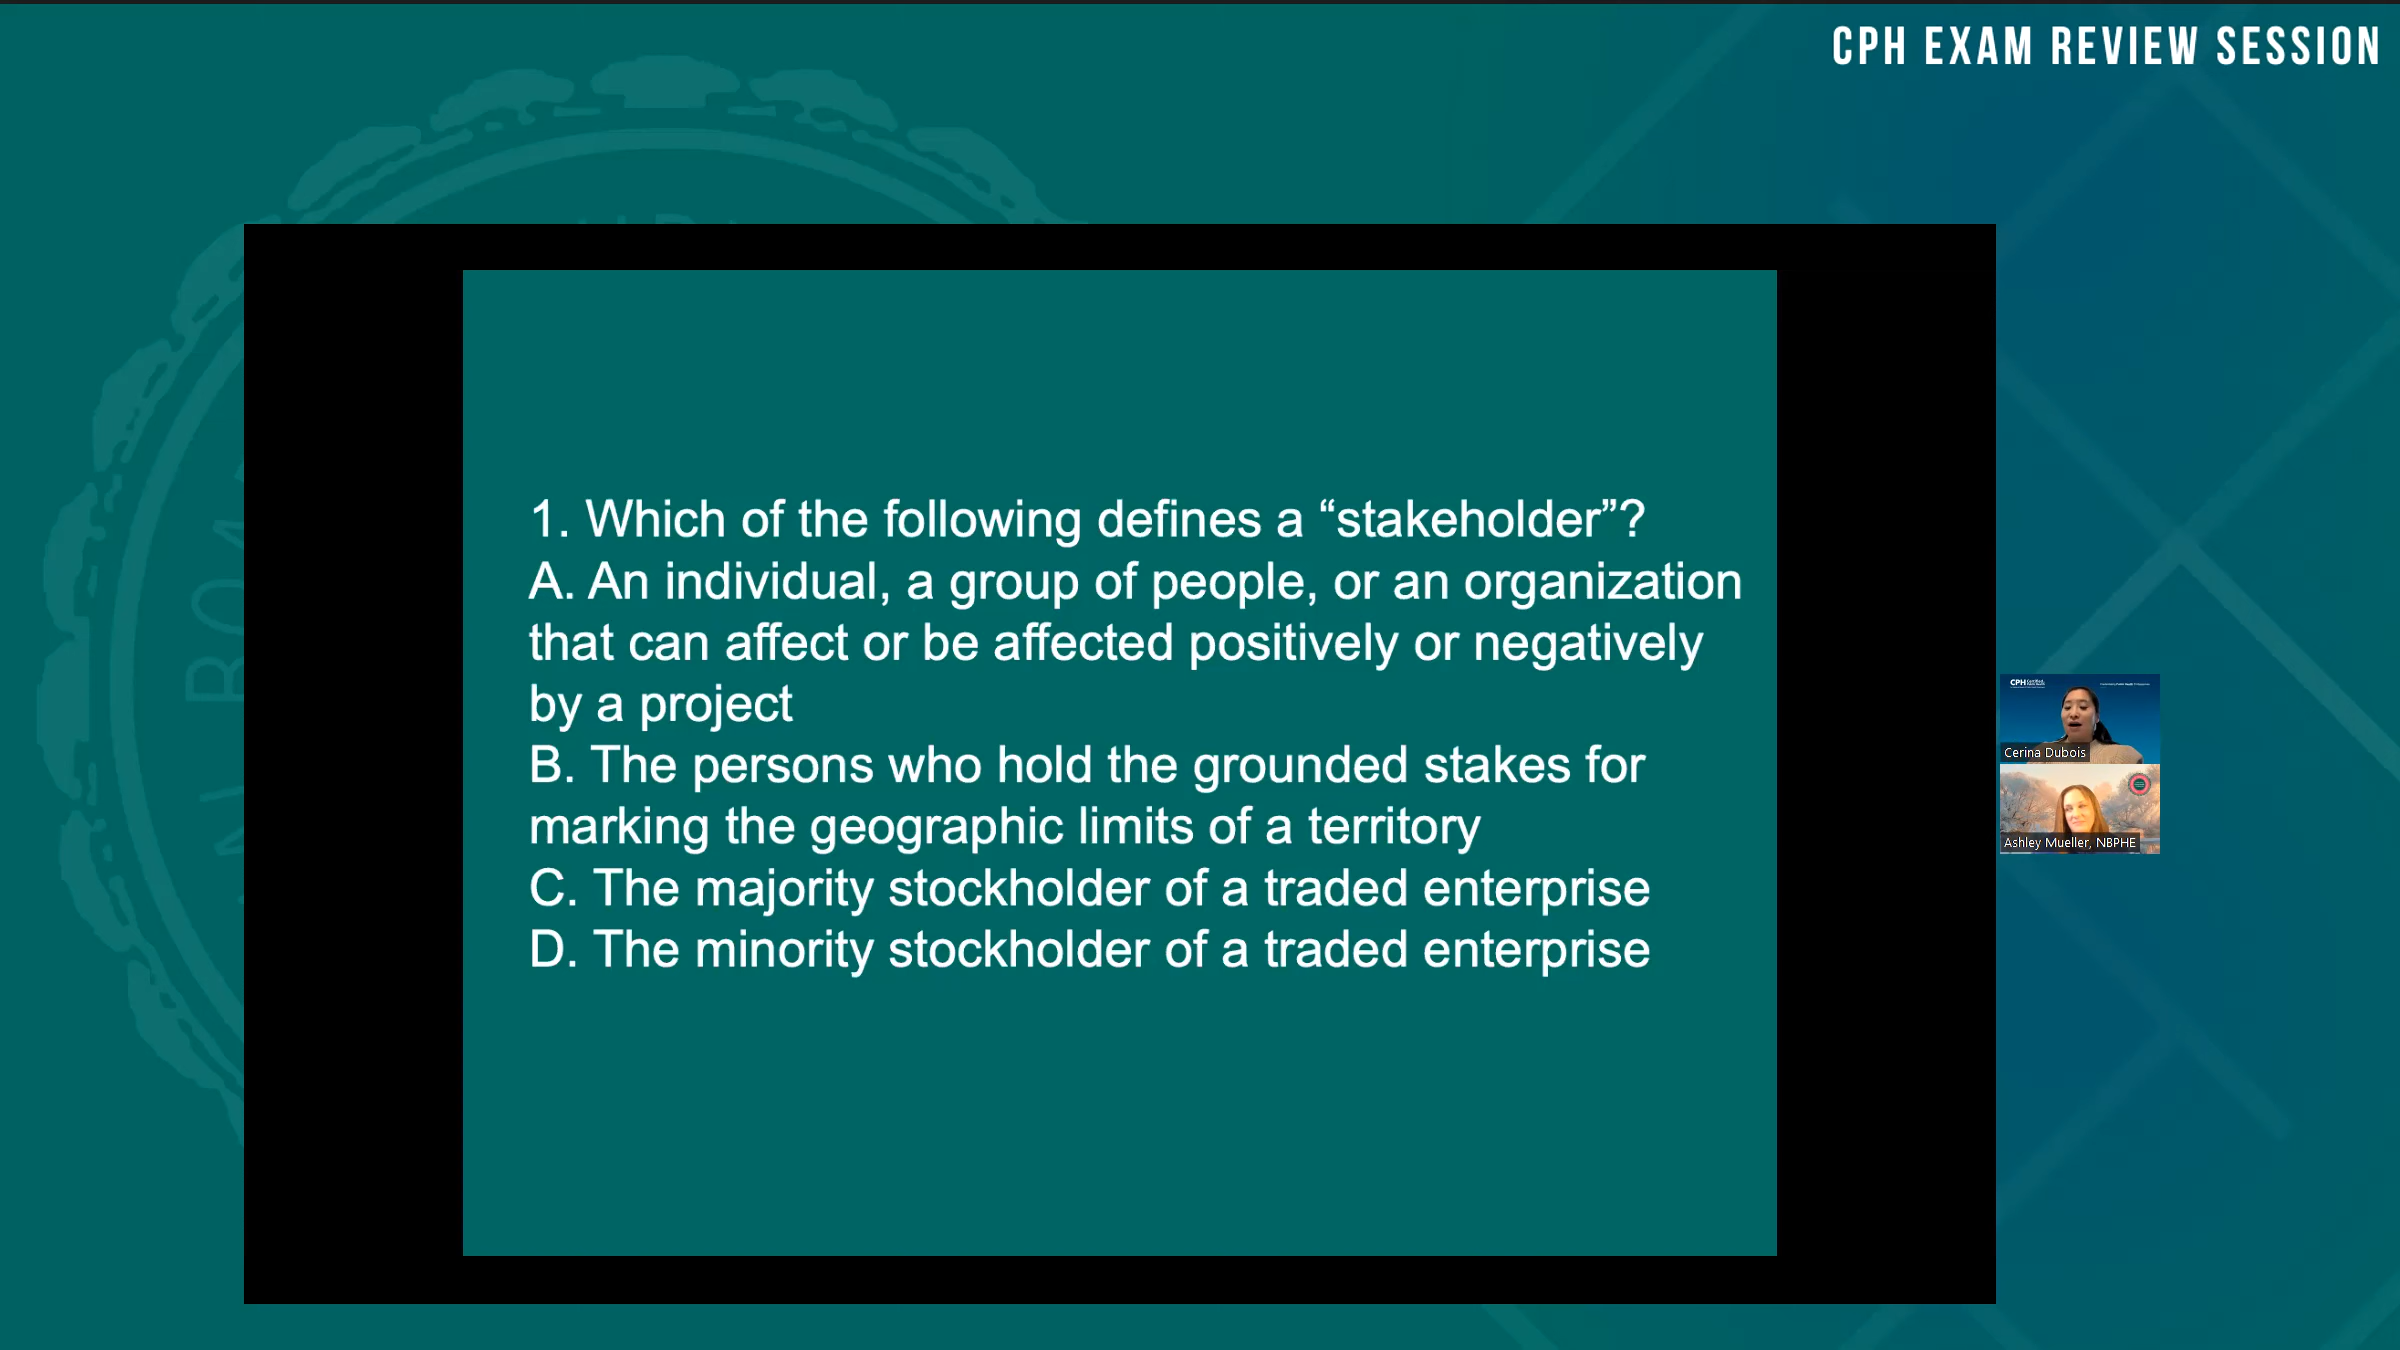 CPH EXAM REVIEW SESSION
1. Which of the following defines a “stakeholder”?
A. An individual, a group of people, or an organization
that can affect or be affected positively or negatively
by a project
B. The persons who hold the grounded stakes for
marking the geographic limits of a territory
C. The majority stockholder of a traded enterprise
D. The minority stockholder of a traded enterprise
CPH
Cerina Dubois
Ashley Mueller, NBPHE